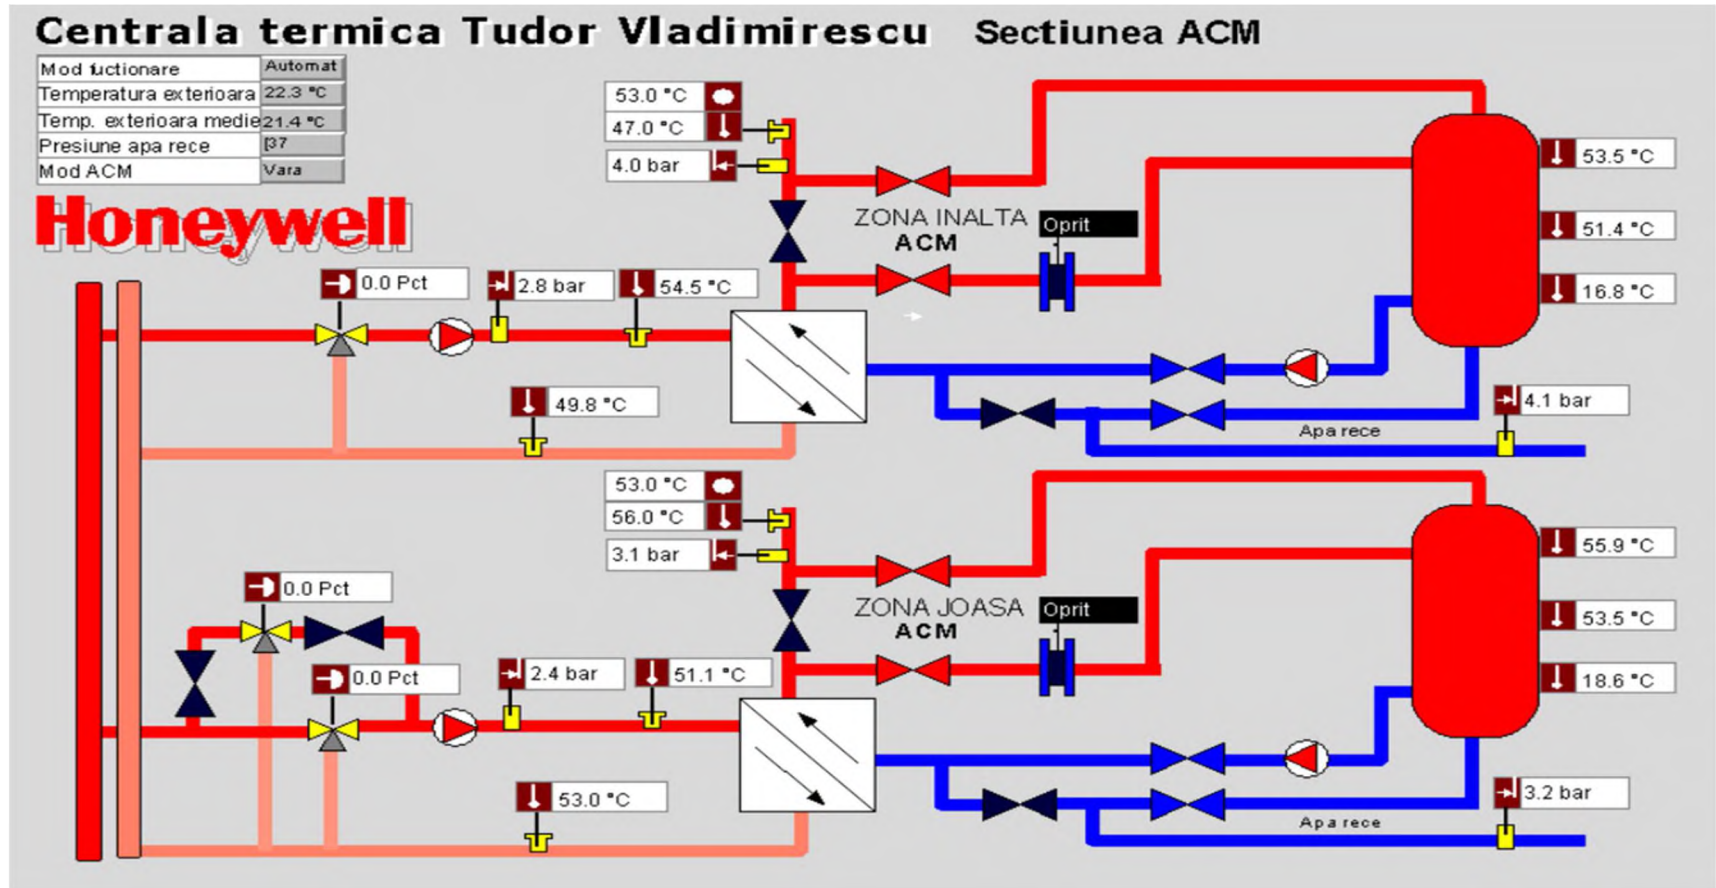 Centrala termica Tudor Vladimirescu Sectiunea ACM
Mod fuctionare Automat
Temperatura exterioara 22.3 °C
Temp. exterioara medie 21.4 °C
Presiune apa rece [37
Mod ACM Vara
Honeywell
53.0 °C
47.0 °C
4.0 bar
53.5 °C
51.4 °C
16.8 °C
ZONA INALTA
ACM
Oprit
0.0 Pct
2.8 bar
54.5 °C
49.8 °C
4.1 bar
Apa rece
53.0 °C
56.0 °C
3.1 bar
55.9 °C
53.5 °C
18.6 °C
ZONA JOASA
ACM
Oprit
0.0 Pct
0.0 Pct
2.4 bar
51.1 °C
53.0 °C
3.2 bar
Apa rece